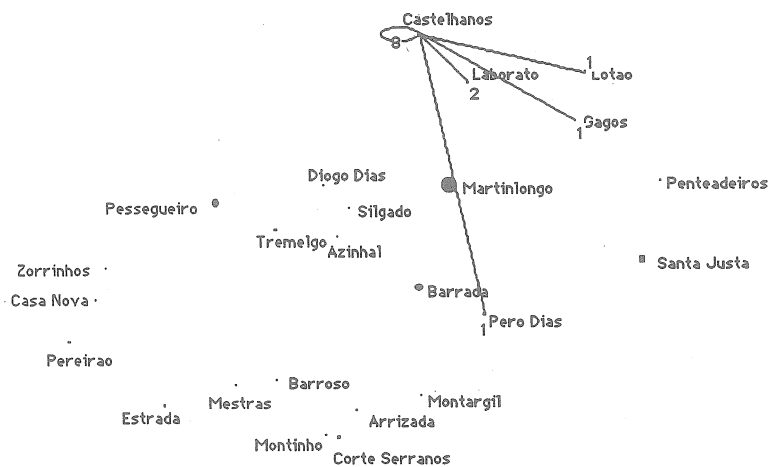 Castelhanos
8
1
Lotao
Laborato
2
Gagos
1
Diogo Dias
Martinlongo
Penteadeiros
Pessegueiro
Silgado
Tremelgo
Azinhal
Santa Justa
Zorrinhos
Casa Nova
Barrada
Pero Dias
1
Pereirao
Barroso
Mestras
Montargil
Estrada
Arrizada
Montinho
Corte Serranos